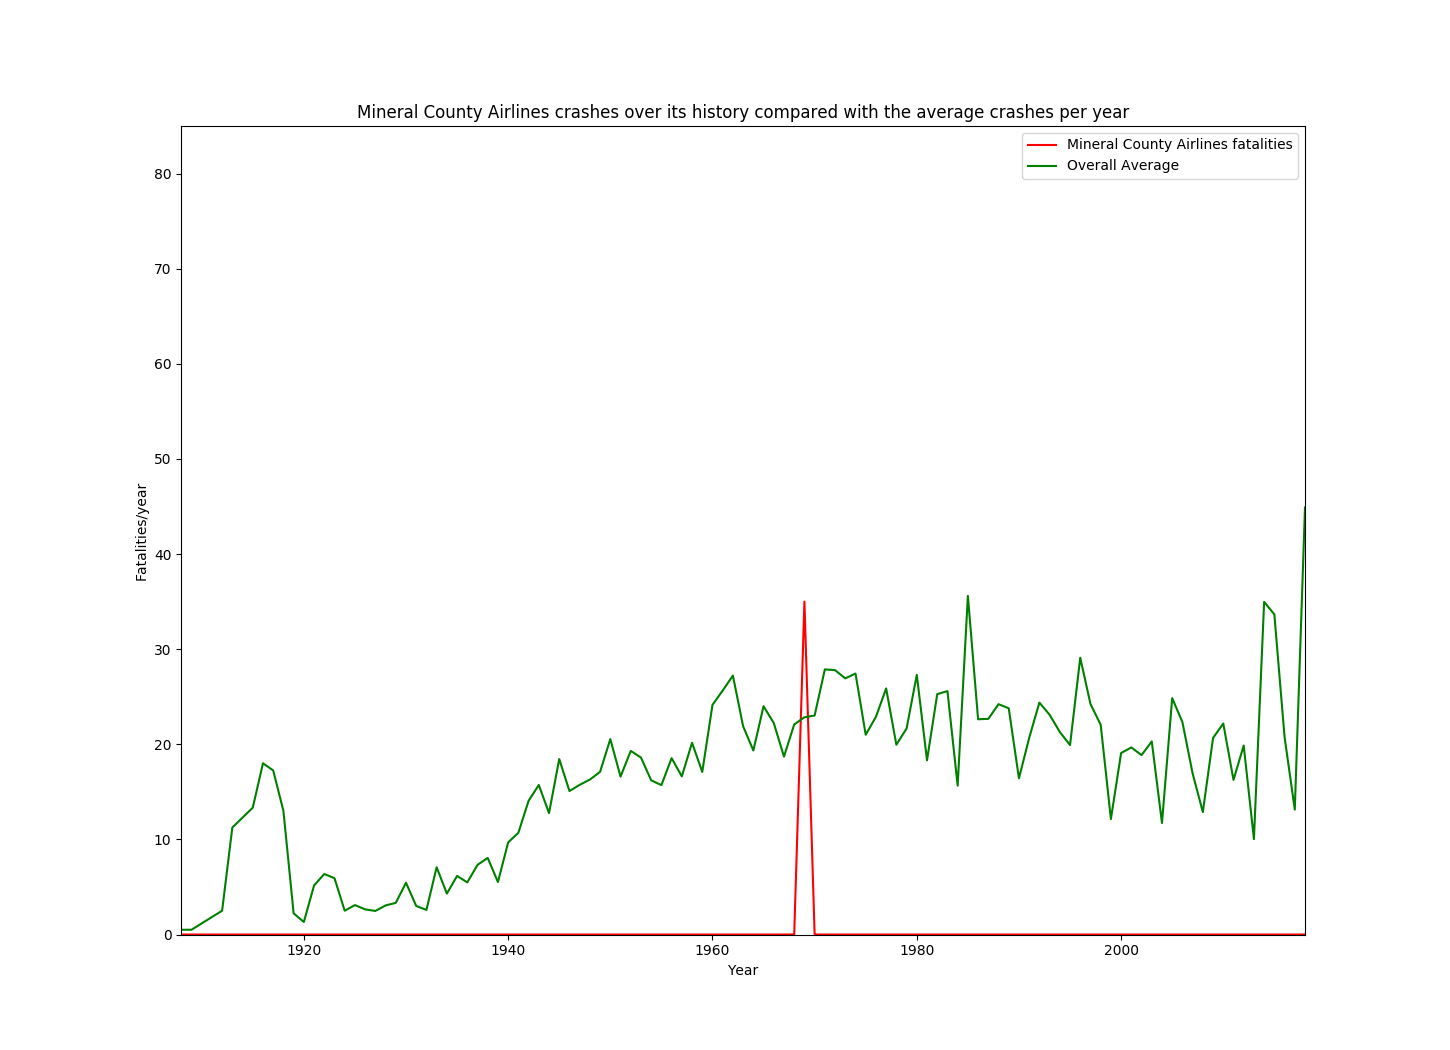 Mineral County Airlines crashes over its history compared with the average crashes per year
Mineral County Airlines fatalities
Overall Average
80
70
60
50
40
30
20
10
0
Fatalities/year
1920
1940
1960
1980
2000
Year